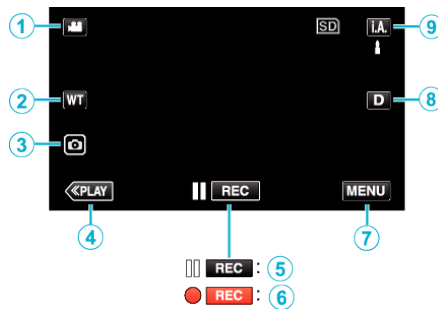 1 SD i.A. 9
2 WT D 8
3
«PLAY REC MENU
4 7
REC : 5
REC : 6